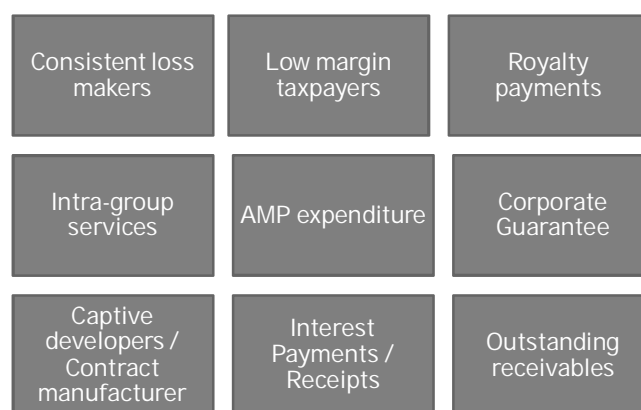 Consistent loss
makers
Low margin
taxpayers
Royalty
payments
Intra-group
services
AMP expenditure
Corporate
Guarantee
Captive
developers /
Contract
manufacturer
Interest
Payments /
Receipts
Outstanding
receivables